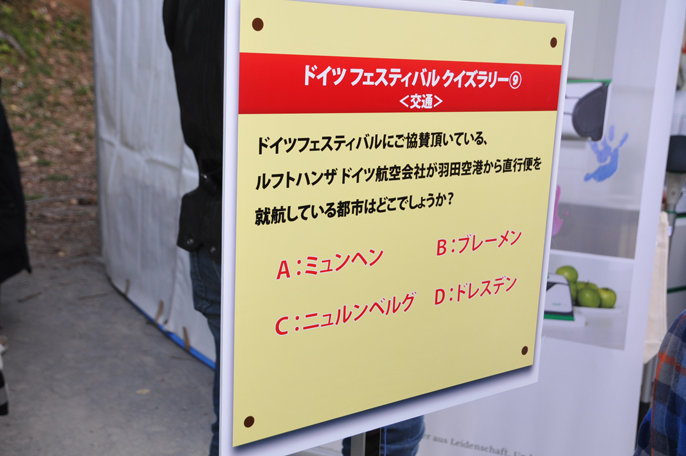 ドイツ フェスティバル クイズラリー⑨
＜交通＞
ドイツフェスティバルにご協賛頂いている、
ルフトハンザ ドイツ航空会社が羽田空港から直行便を
就航している都市はどこでしょうか？
A：ミュンヘン
B：ブレーメン
C：ニュルンベルグ
D：ドレスデン
aus Leidenschaft.